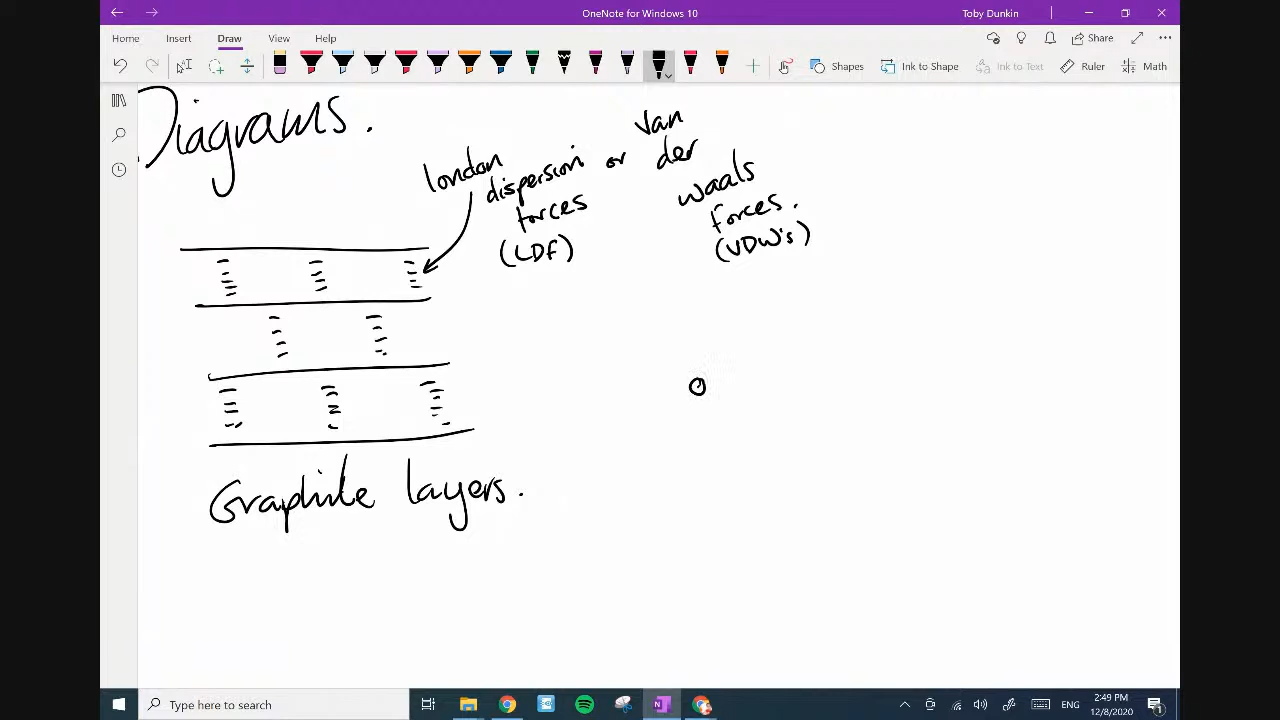 OneNote for Windows 10
Toby Dunkin
Home Insert Draw View Help
Share
Shapes Ink to Shape Ink to Text Ruler Math
Diagrams.
london
dispersion
forces
(LDF)
or
Van
der
waals
forces.
(VDW's)
Graphite layers.
Type here to search
ENG
2:49 PM
12/8/2020
1